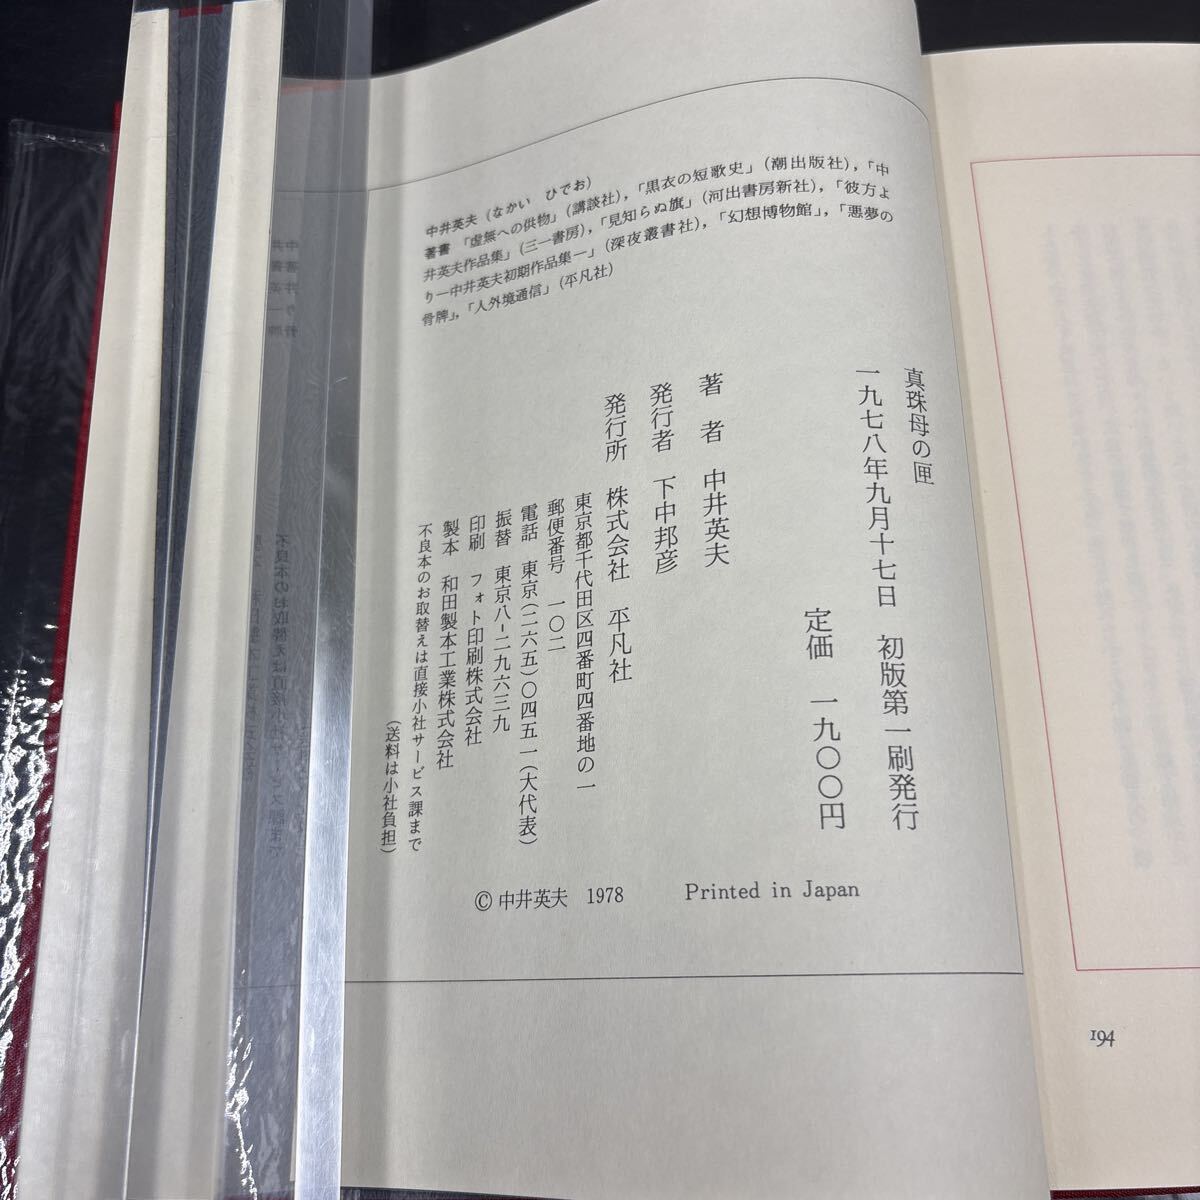 中井英夫（なかい　ひでお）
著書　「虚無への供物」（講談社），「黒衣の短歌史」（潮出版社），「中
井英夫作品集」（三一書房），「見知らぬ旗」（河出書房新社），「彼方よ
り―中井英夫初期作品集―」（深夜叢書社），「幻想博物館」，「悪夢の
骨牌」，「人外境通信」（平凡社）
真珠母の匣
一九七八年九月十七日　初版第一刷発行
定価　一九〇〇円
著　者　中井英夫
発行者　下中邦彦
発行所　株式会社　平凡社
東京都千代田区四番町四番地の一
郵便番号　一〇二
電話　東京（二六五）〇四五一（大代表）
振替　東京八-二九六三九
印刷　フォト印刷株式会社
製本　和田製本工業株式会社
不良本のお取替えは直接小社サービス課まで
（送料は小社負担）
© 中井英夫　1978　Printed in Japan
194